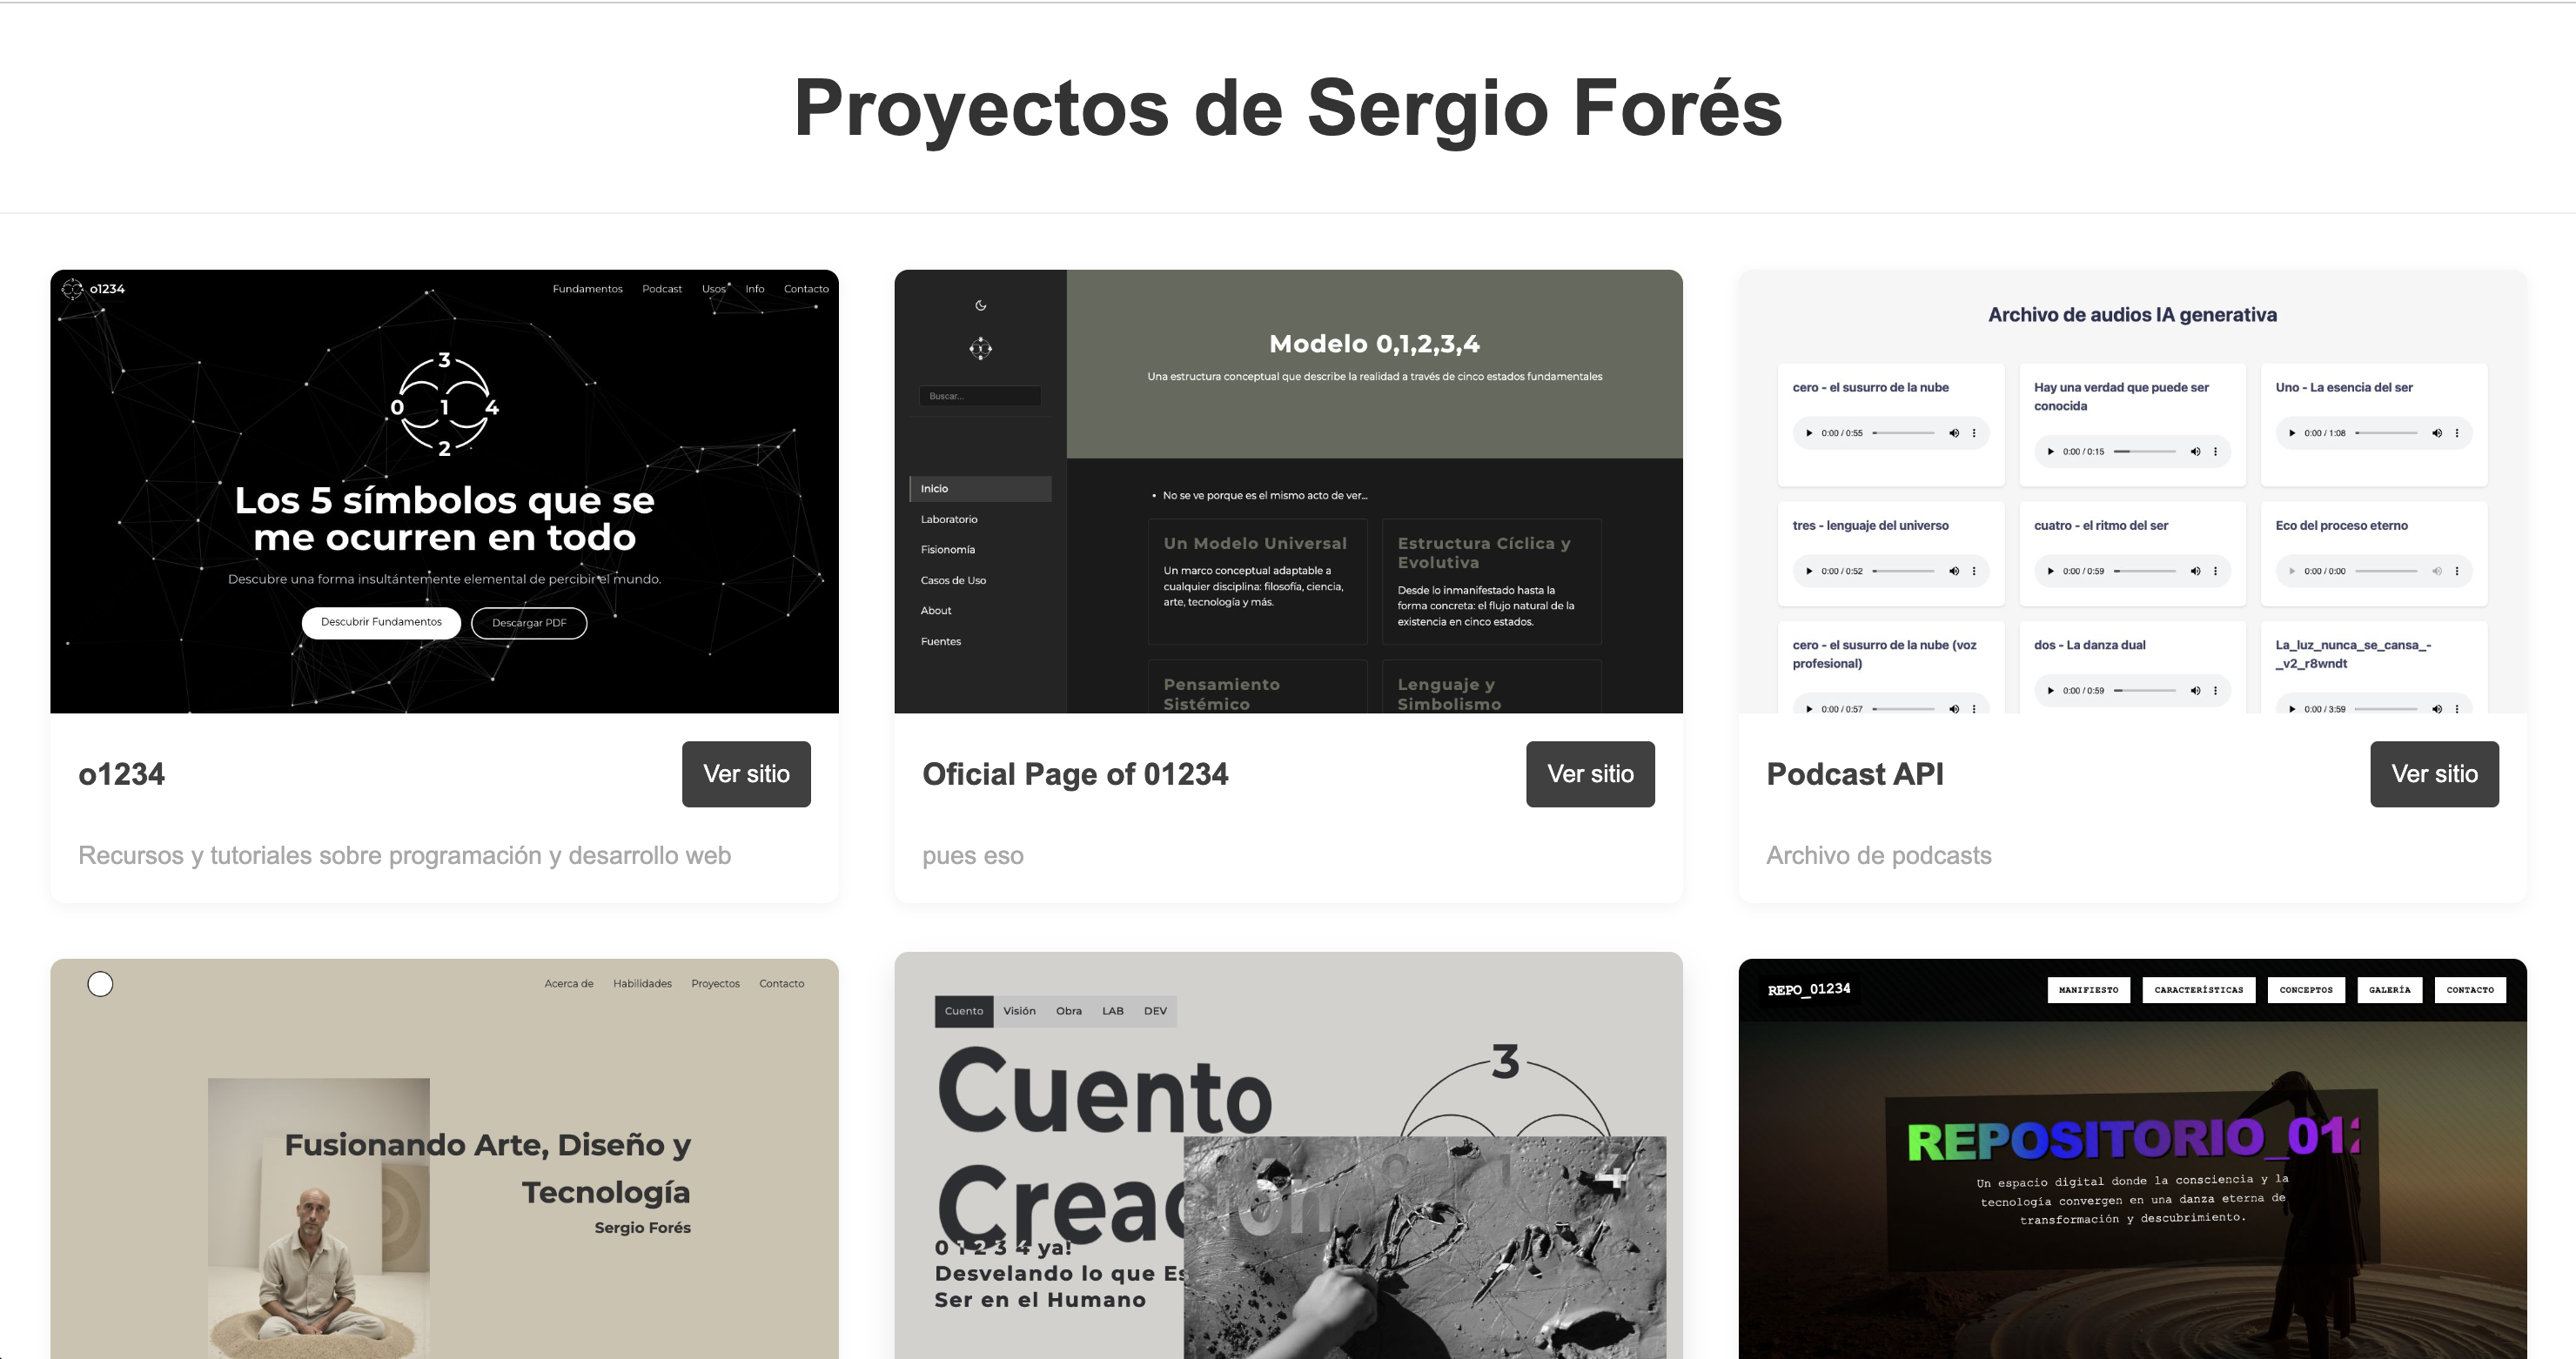 Proyectos de Sergio Forés
o1234
Fundamentos Podcast Usos Info Contacto
3
0 1 4
2
Los 5 símbolos que se
me ocurren en todo
Descubre una forma insultántemente elemental de percibir el mundo.
Descubrir Fundamentos Descargar PDF
o1234
Ver sitio
Recursos y tutoriales sobre programación y desarrollo web
Buscar...
Inicio
Laboratorio
Fisionomía
Casos de Uso
About
Fuentes
Modelo 0,1,2,3,4
Una estructura conceptual que describe la realidad a través de cinco estados fundamentales
• No se ve porque es el mismo acto de ver...
Un Modelo Universal
Un marco conceptual adaptable a
cualquier disciplina: filosofía, ciencia,
arte, tecnología y más.
Estructura Cíclica y
Evolutiva
Desde lo inmanifestado hasta la
forma concreta: el flujo natural de la
existencia en cinco estados.
Pensamiento
Sistémico
Lenguaje y
Simbolismo
Oficial Page of 01234
Ver sitio
pues eso
Archivo de audios IA generativa
cero - el susurro de la nube
0:00 / 0:55
Hay una verdad que puede ser
conocida
0:00 / 0:15
Uno - La esencia del ser
0:00 / 1:08
tres - lenguaje del universo
0:00 / 0:52
cuatro - el ritmo del ser
0:00 / 0:59
Eco del proceso eterno
0:00 / 0:00
cero - el susurro de la nube (voz
profesional)
0:00 / 0:57
dos - La danza dual
0:00 / 0:59
La_luz_nunca_se_cansa_-
_v2_r8wndt
0:00 / 3:59
Podcast API
Ver sitio
Archivo de podcasts
Acerca de Habilidades Proyectos Contacto
Fusionando Arte, Diseño y
Tecnología
Sergio Forés
Cuento Visión Obra LAB DEV
Cuento
Creac
3
4
0 1 2 3 4 ya!
Desvelando lo que Es
Ser en el Humano
REPO_01234
MANIFIESTO CARACTERÍSTICAS CONCEPTOS GALERÍA CONTACTO
REPOSITORIO_012
Un espacio digital donde la consciencia y la
tecnología convergen en una danza eterna de
transformación y descubrimiento.